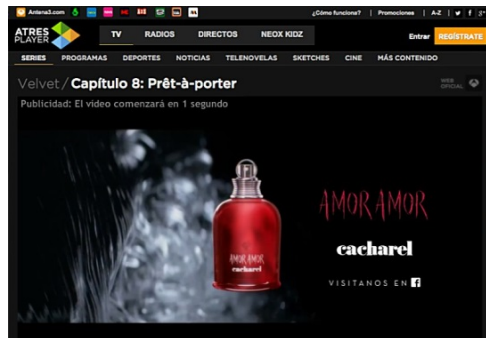 Antena3.com
¿Cómo funciona? | Promociones | A-Z
ATRES
PLAYER
TV RADIOS DIRECTOS NEOX KIDZ
Entrar REGÍSTRATE
SERIES PROGRAMAS DEPORTES NOTICIAS TELENOVELAS SKETCHES CINE MÁS CONTENIDO
Velvet / Capítulo 8: Prêt-à-porter
WEB
OFICIAL
Publicidad: El video comenzará en 1 segundo
AMOR AMOR
cacharel
AMOR AMOR
cacharel
VISITANOS EN f